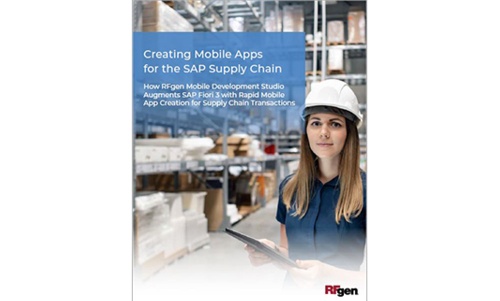 Creating Mobile Apps
for the SAP Supply Chain
How RFgen Mobile Development Studio
Augments SAP Fiori 3 with Rapid Mobile
App Creation for Supply Chain Transactions
RFgen